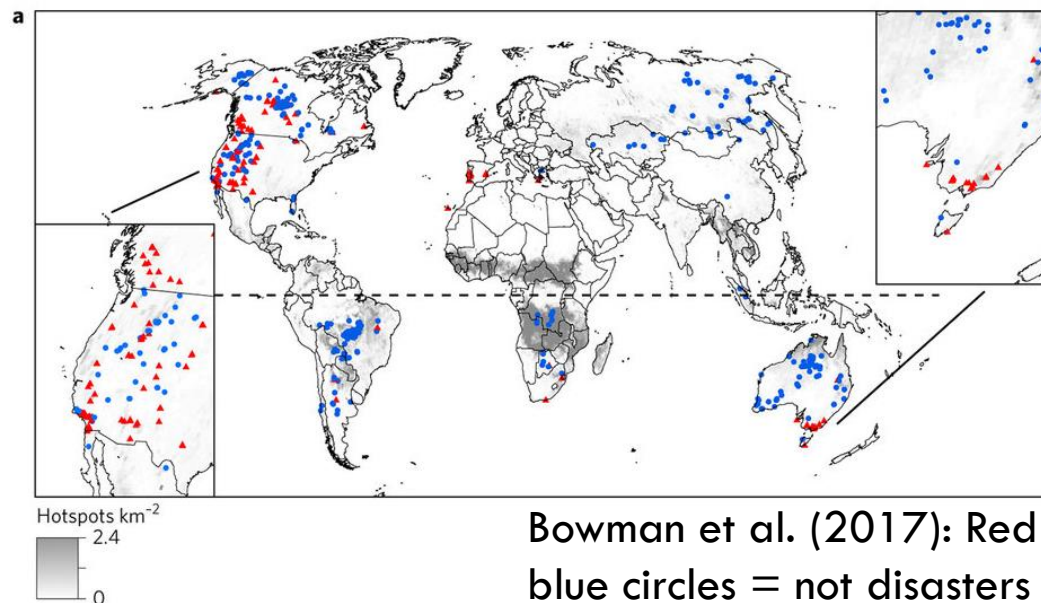 a
Hotspots km⁻²
2.4
0
Bowman et al. (2017): Red
blue circles = not disasters